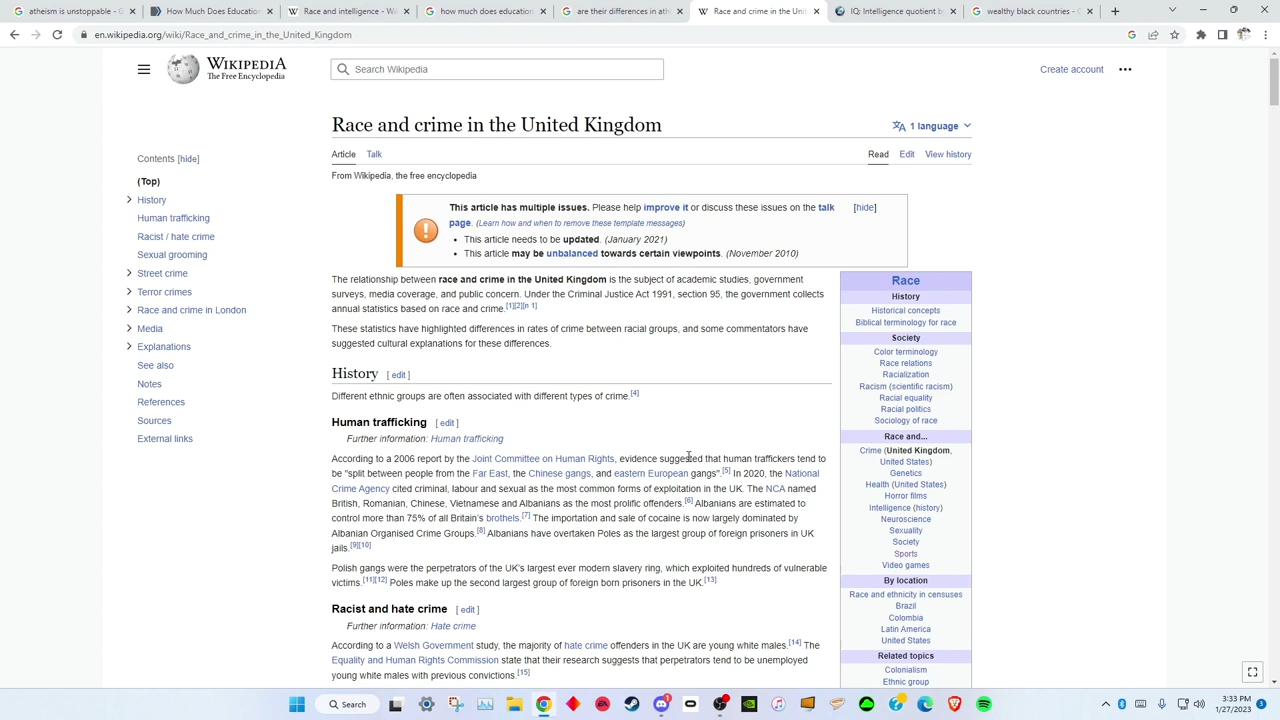 atheism is unstoppable - G
How does Educatio
W Race in Intelligence - W
how much does education
are their differences in ath
Race and Crime in the Unit
IQ: Intelligence Quotient a
wealthy black countries - G
en.wikipedia.org/wiki/Race_and_crime_in_the_United_Kingdom
WIKIPEDIA
The Free Encyclopedia
Search Wikipedia
Create account
Race and crime in the United Kingdom
1 language
Contents [hide]
(Top)
History
Human trafficking
Racist / hate crime
Sexual grooming
Street crime
Terror crimes
Race and crime in London
Media
Explanations
See also
Notes
References
Sources
External links
Article Talk
Read Edit View history
From Wikipedia, the free encyclopedia
This article has multiple issues. Please help improve it or discuss these issues on the talk [hide]
page. (Learn how and when to remove these template messages)
• This article needs to be updated. (January 2021)
• This article may be unbalanced towards certain viewpoints. (November 2010)
The relationship between race and crime in the United Kingdom is the subject of academic studies, government
surveys, media coverage, and public concern. Under the Criminal Justice Act 1991, section 95, the government collects
annual statistics based on race and crime.[1][2][n 1]
These statistics have highlighted differences in rates of crime between racial groups, and some commentators have
suggested cultural explanations for these differences.
History [ edit ]
Different ethnic groups are often associated with different types of crime.[4]
Human trafficking [ edit ]
Further information: Human trafficking
According to a 2006 report by the Joint Committee on Human Rights, evidence suggested that human traffickers tend to
be "split between people from the Far East, the Chinese gangs, and eastern European gangs".[5] In 2020, the National
Crime Agency cited criminal, labour and sexual as the most common forms of exploitation in the UK. The NCA named
British, Romanian, Chinese, Vietnamese and Albanians as the most prolific offenders.[6] Albanians are estimated to
control more than 75% of all Britain's brothels.[7] The importation and sale of cocaine is now largely dominated by
Albanian Organised Crime Groups.[8] Albanians have overtaken Poles as the largest group of foreign prisoners in UK
jails.[9][10]
Polish gangs were the perpetrators of the UK's largest ever modern slavery ring, which exploited hundreds of vulnerable
victims.[11][12] Poles make up the second largest group of foreign born prisoners in the UK.[13]
Racist and hate crime [ edit ]
Further information: Hate crime
According to a Welsh Government study, the majority of hate crime offenders in the UK are young white males.[14] The
Equality and Human Rights Commission state that their research suggests that perpetrators tend to be unemployed
young white males with previous convictions.[15]
Race
History
Historical concepts
Biblical terminology for race
Society
Color terminology
Race relations
Racialization
Racism (scientific racism)
Racial equality
Racial politics
Sociology of race
Race and...
Crime (United Kingdom,
United States)
Genetics
Health (United States)
Horror films
Intelligence (history)
Neuroscience
Sexuality
Society
Sports
Video games
By location
Race and ethnicity in censuses
Brazil
Colombia
Latin America
United States
Related topics
Colonialism
Ethnic group
Search
3:33 PM
1/27/2023